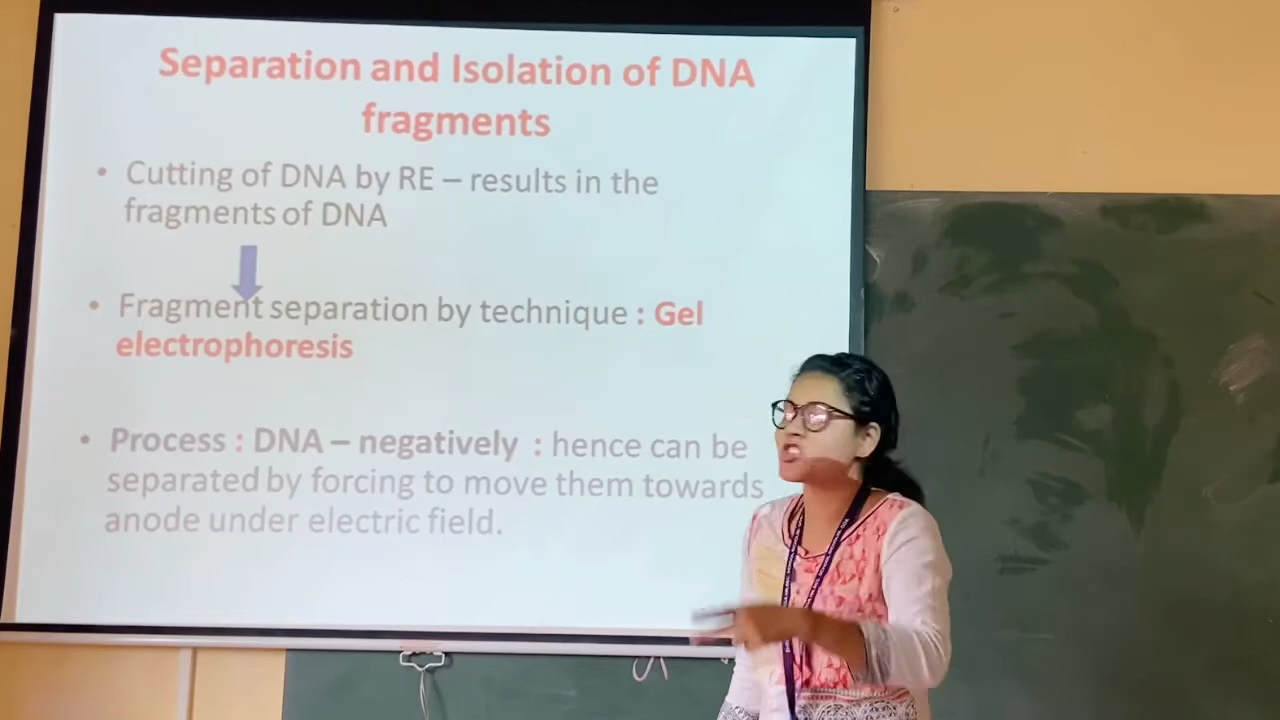 Separation and Isolation of DNA
fragments
• Cutting of DNA by RE – results in the
fragments of DNA
• Fragment separation by technique : Gel
electrophoresis
• Process : DNA – negatively : hence can be
separated by forcing to move them towards
anode under electric field.